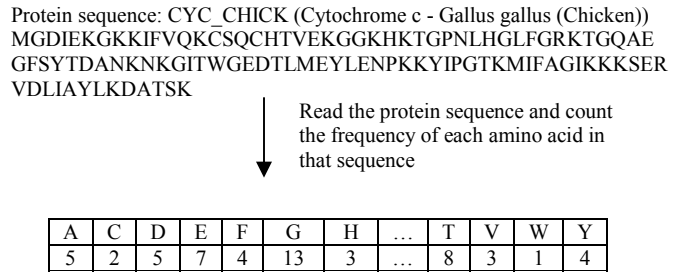 Protein sequence: CYC_CHICK (Cytochrome c - Gallus gallus (Chicken))
MGDIEKGKKIFVQKCSQCHTVEKGGKHKTGPNLHGLFGRKTGQAE
GFSYTDANKNKGITWGEDTLMEYLENPKKYIPGTKMIFAGIKKKSER
VDLIAYLKDATSK
Read the protein sequence and count
the frequency of each amino acid in
that sequence
A C D E F G H … T V W Y
5 2 5 7 4 13 3 … 8 3 1 4